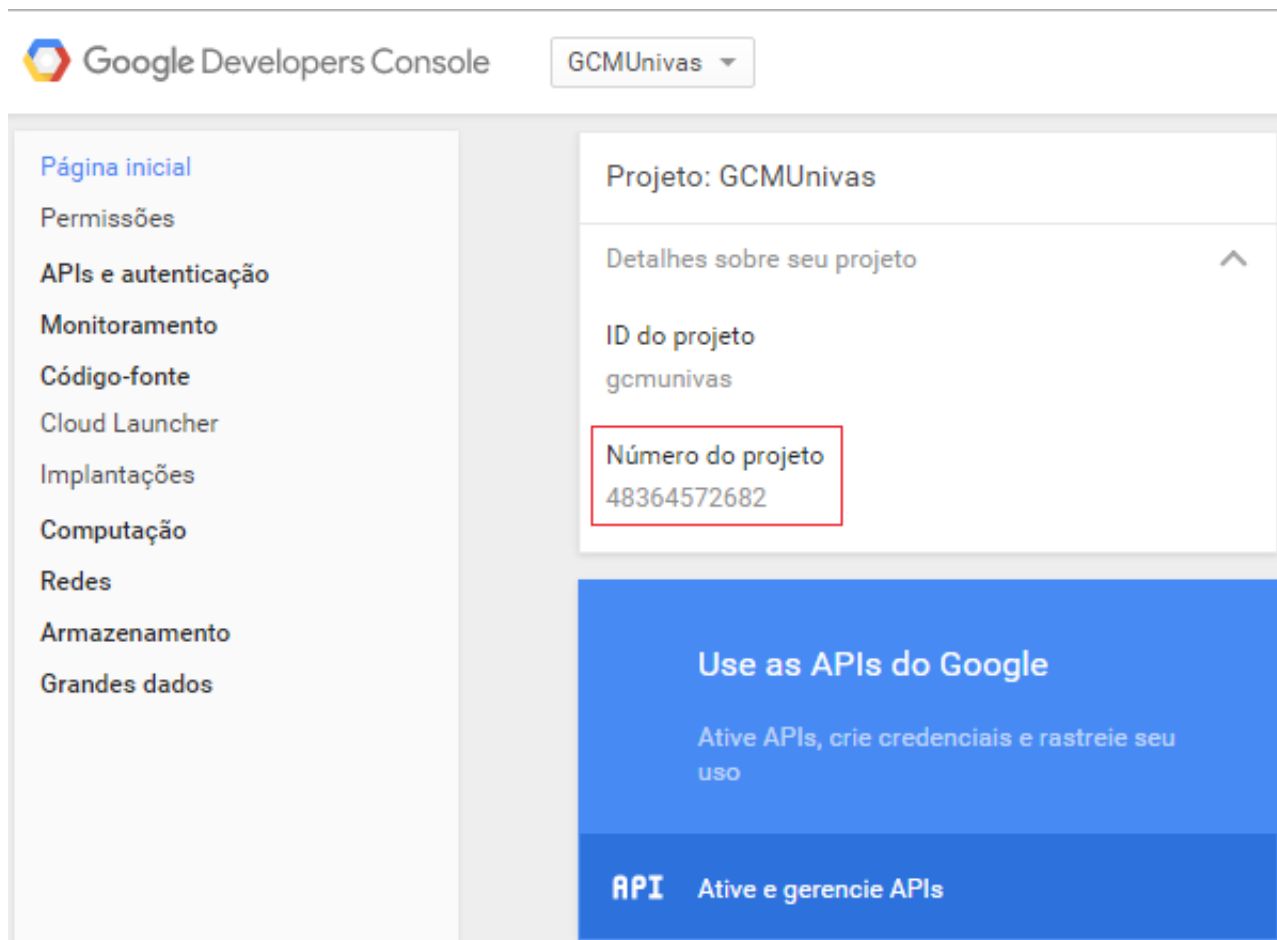 Google Developers Console
GCMUnivas
Página inicial
Permissões
APIs e autenticação
Monitoramento
Código-fonte
Cloud Launcher
Implantações
Computação
Redes
Armazenamento
Grandes dados
Projeto: GCMUnivas
Detalhes sobre seu projeto
ID do projeto
gcmunivas
Número do projeto
48364572682
Use as APIs do Google
Ative APIs, crie credenciais e rastreie seu
uso
API Ative e gerencie APIs